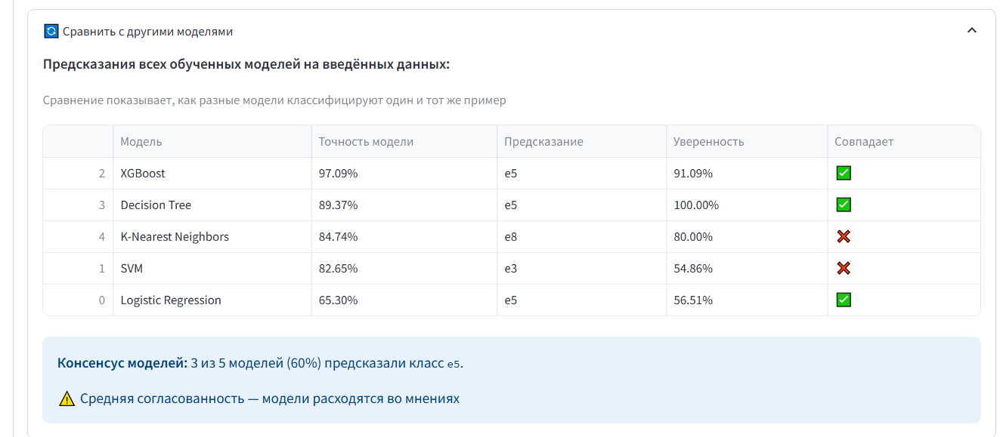 Сравнить с другими моделями
Предсказания всех обученных моделей на введённых данных:
Сравнение показывает, как разные модели классифицируют один и тот же пример
Модель Точность модели Предсказание Уверенность Совпадает
2 XGBoost 97.09% e5 91.09% ✅
3 Decision Tree 89.37% e5 100.00% ✅
4 K-Nearest Neighbors 84.74% e8 80.00% ❌
1 SVM 82.65% e3 54.86% ❌
0 Logistic Regression 65.30% e5 56.51% ✅
Консенсус моделей: 3 из 5 моделей (60%) предсказали класс e5.
⚠️ Средняя согласованность — модели расходятся во мнениях